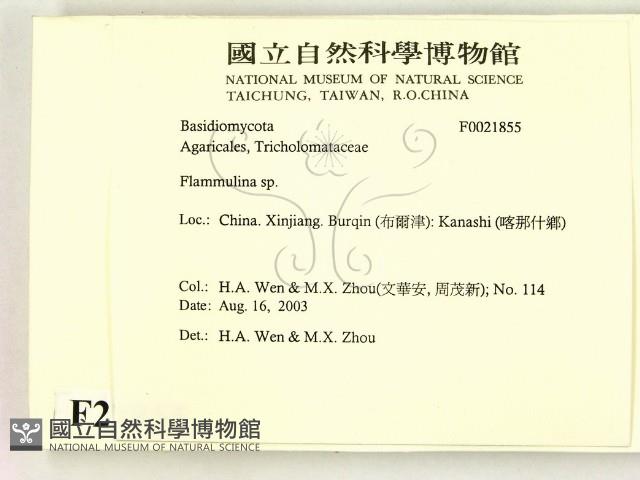 國立自然科學博物館
NATIONAL MUSEUM OF NATURAL SCIENCE
TAICHUNG, TAIWAN, R.O.CHINA
Basidiomycota F0021855
Agaricales, Tricholomataceae
Flammulina sp.
Loc.: China. Xinjiang. Burqin (布爾津): Kanashi (喀那什鄉)
Col.: H.A. Wen & M.X. Zhou(文華安, 周茂新); No. 114
Date: Aug. 16, 2003
Det.: H.A. Wen & M.X. Zhou
F2
國立自然科學博物館
NATIONAL MUSEUM OF NATURAL SCIENCE